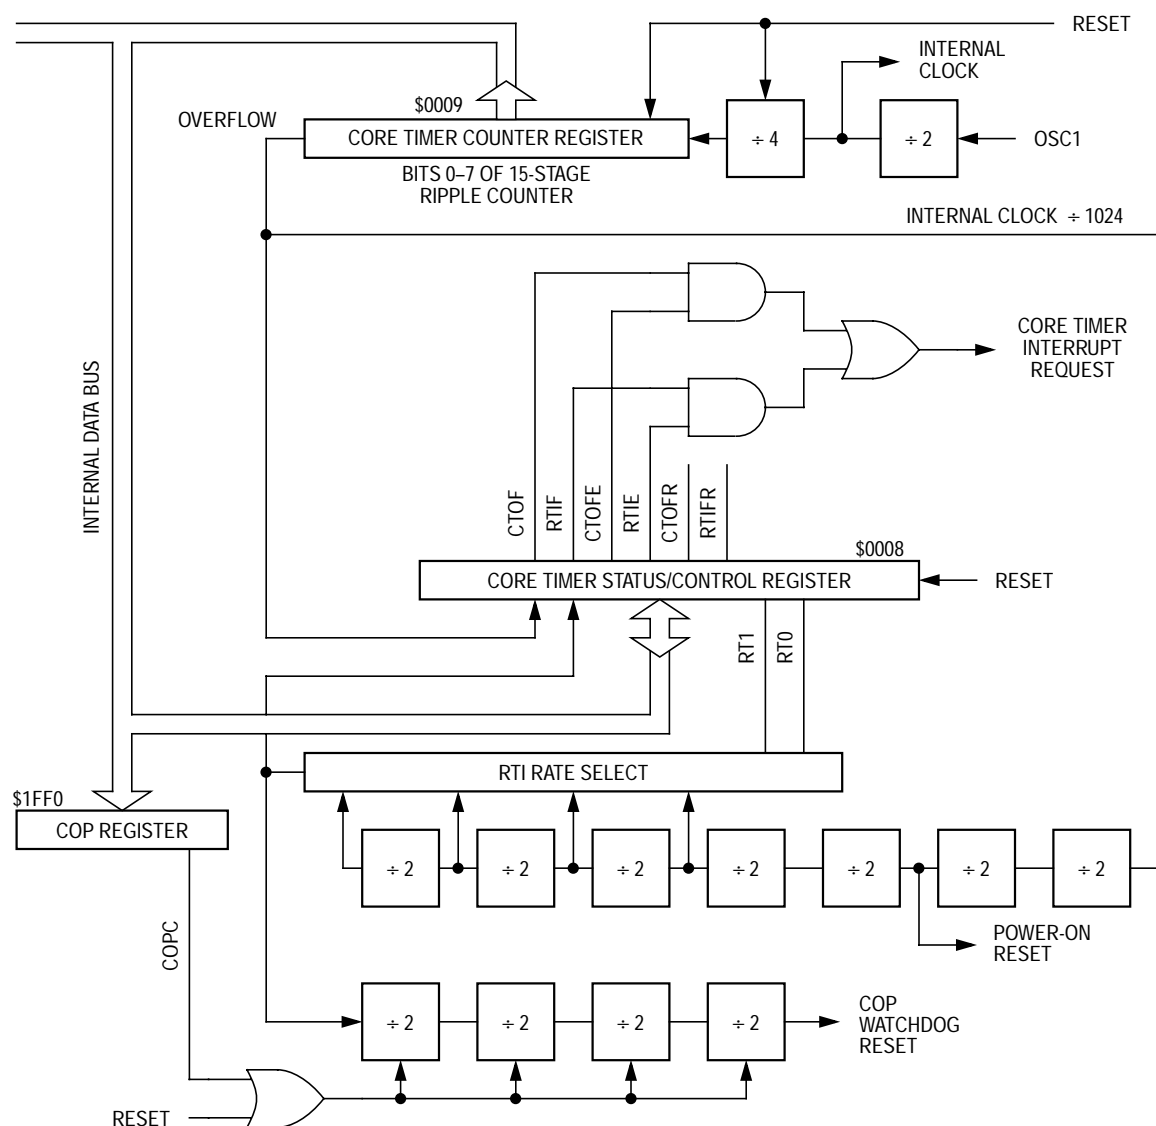 RESET
INTERNAL
CLOCK
$0009
OVERFLOW
CORE TIMER COUNTER REGISTER
÷ 4
÷ 2
OSC1
BITS 0–7 OF 15-STAGE
RIPPLE COUNTER
INTERNAL CLOCK ÷ 1024
CORE TIMER
INTERRUPT
REQUEST
INTERNAL DATA BUS
CTOF
RTIF
CTOFE
RTIE
CTOFR
RTIFR
$0008
CORE TIMER STATUS/CONTROL REGISTER
RESET
RT1
RT0
RTI RATE SELECT
$1FF0
COP REGISTER
÷ 2
÷ 2
÷ 2
÷ 2
÷ 2
÷ 2
÷ 2
POWER-ON
RESET
COPC
÷ 2
÷ 2
÷ 2
÷ 2
COP
WATCHDOG
RESET
RESET